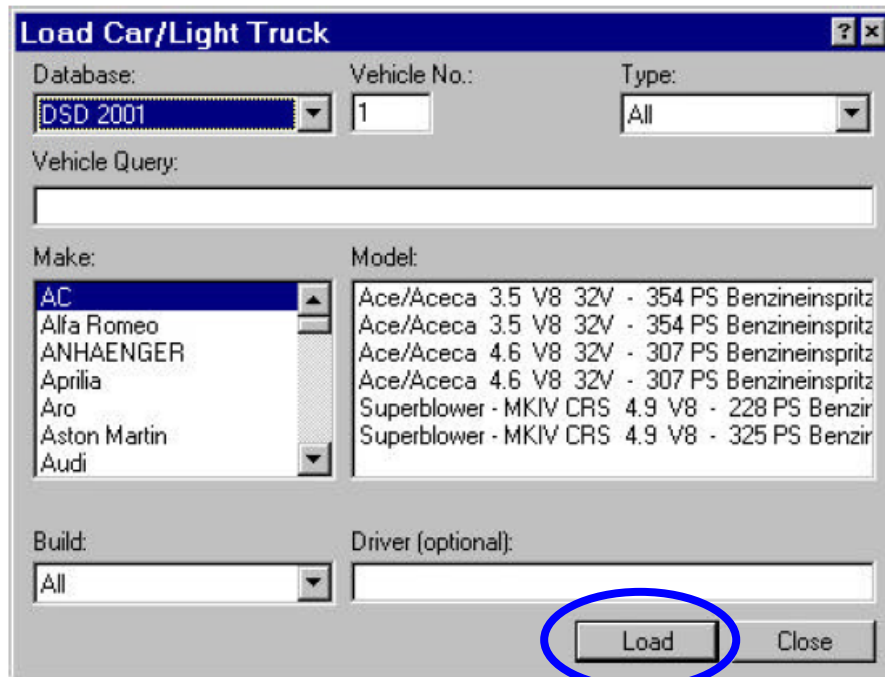 Load Car/Light Truck
Database: Vehicle No.: Type:
DSD 2001 1 All
Vehicle Query:
Make: Model:
AC Ace/Aceca 3.5 V8 32V - 354 PS Benzineinspritz
Alfa Romeo Ace/Aceca 3.5 V8 32V - 354 PS Benzineinspritz
ANHAENGER Ace/Aceca 4.6 V8 32V - 307 PS Benzineinspritz
Aprilia Ace/Aceca 4.6 V8 32V - 307 PS Benzineinspritz
Aro Superblower - MKIV CRS 4.9 V8 - 228 PS Benzin
Aston Martin Superblower - MKIV CRS 4.9 V8 - 325 PS Benzin
Audi
Build: Driver (optional):
All
Load Close